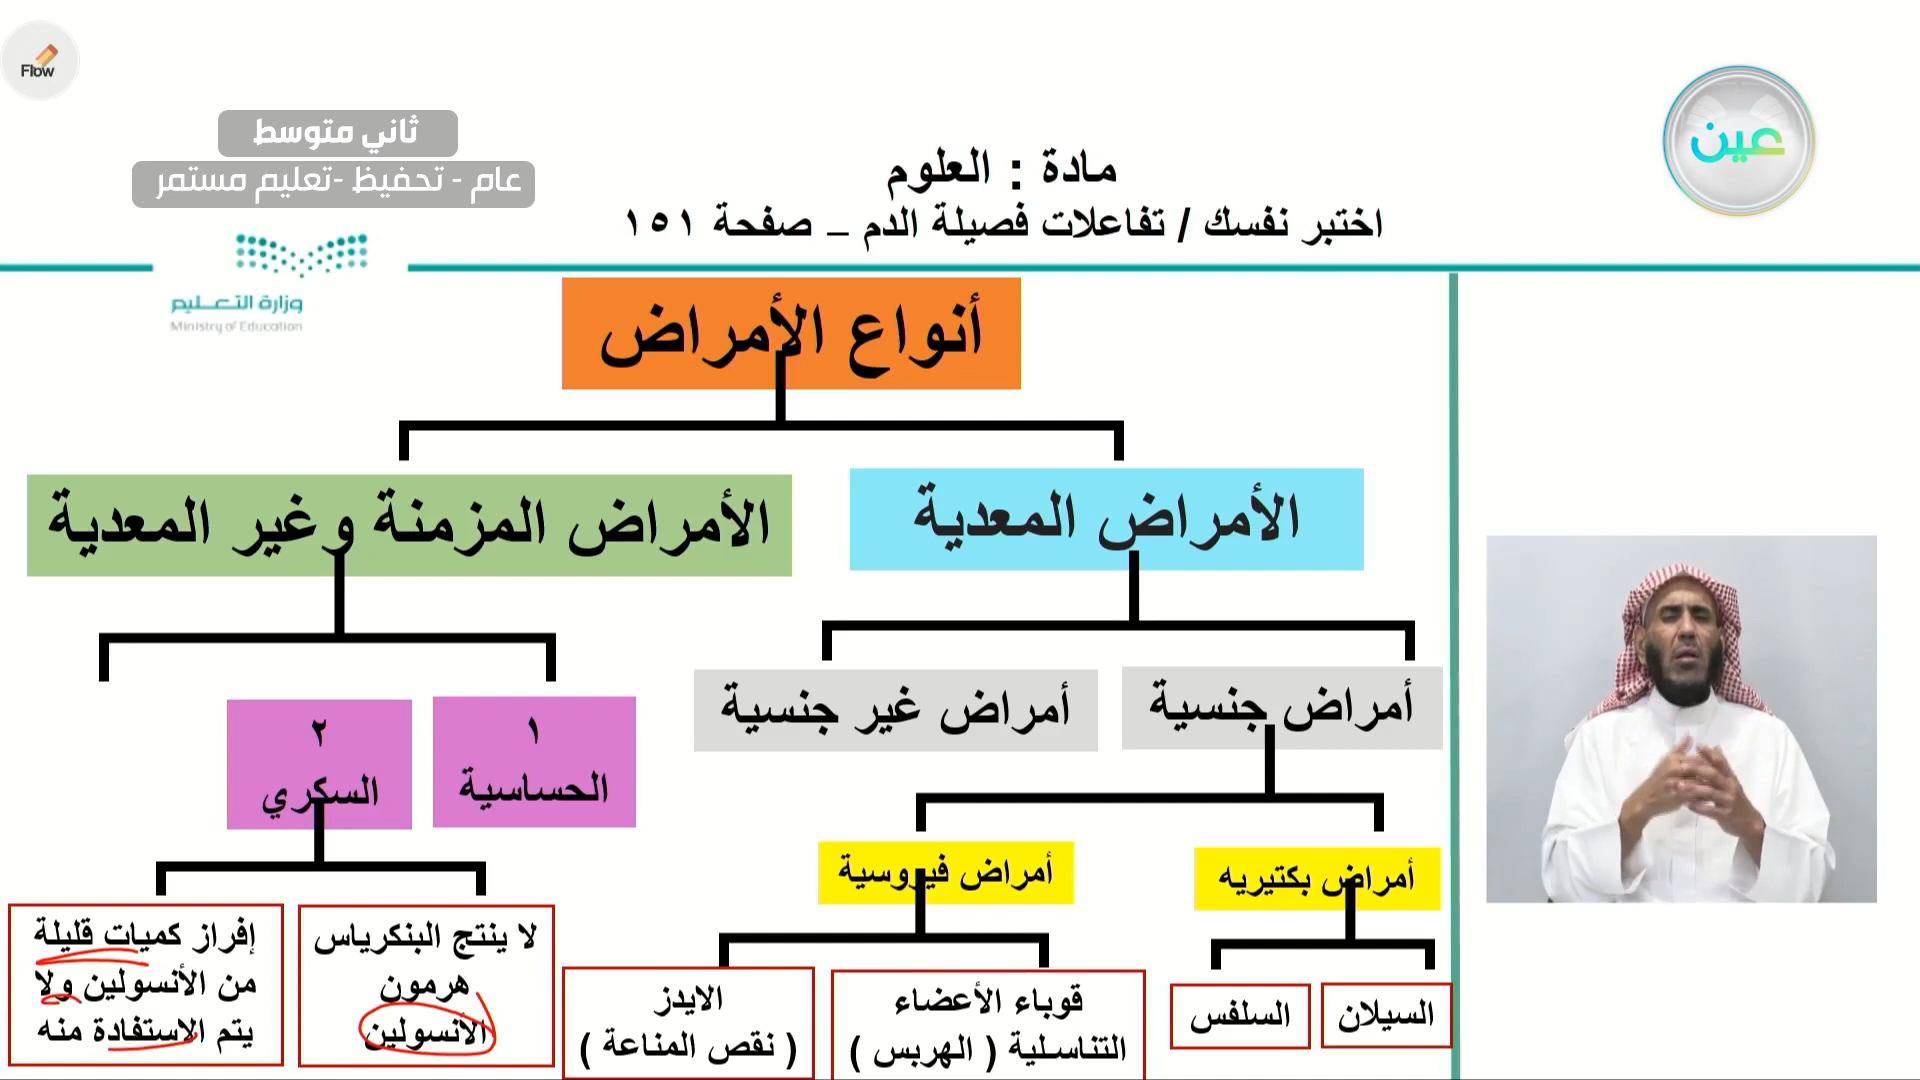 Flow
ثاني متوسط
عام - تحفيظ -تعليم مستمر
عين
مادة : العلوم
اختبر نفسك / تفاعلات فصيلة الدم – صفحة ١٥١
وزارة التعليم
Ministry of Education
أنواع الأمراض
الأمراض المعدية
الأمراض المزمنة وغير المعدية
أمراض جنسية
أمراض غير جنسية
١
الحساسية
٢
السكري
أمراض بكتيريه
أمراض فيروسية
السيلان
السلفس
قوباء الأعضاء
التناسلية ( الهربس )
الايدز
( نقص المناعة )
لا ينتج البنكرياس
هرمون
الأنسولين
إفراز كميات قليلة
من الأنسولين ولا
يتم الاستفادة منه